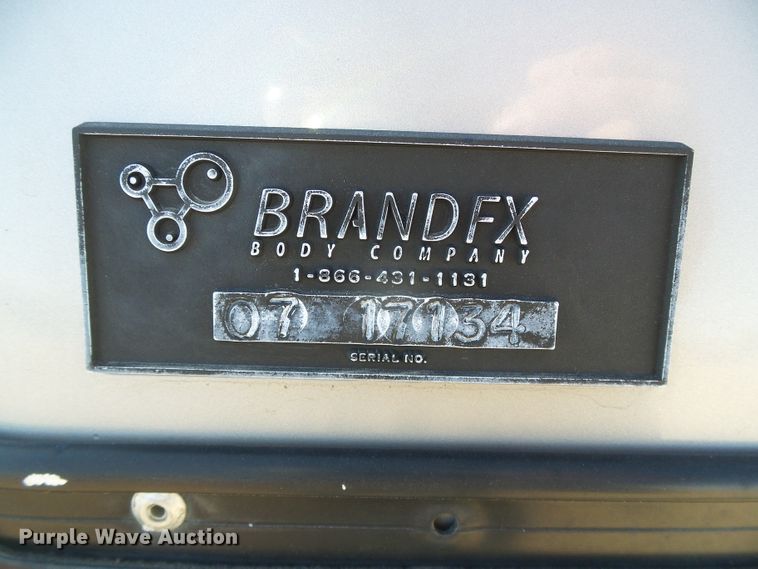 BRANDFX
BODY COMPANY
1-866-431-1131
07 17134
SERIAL NO.
Purple Wave Auction